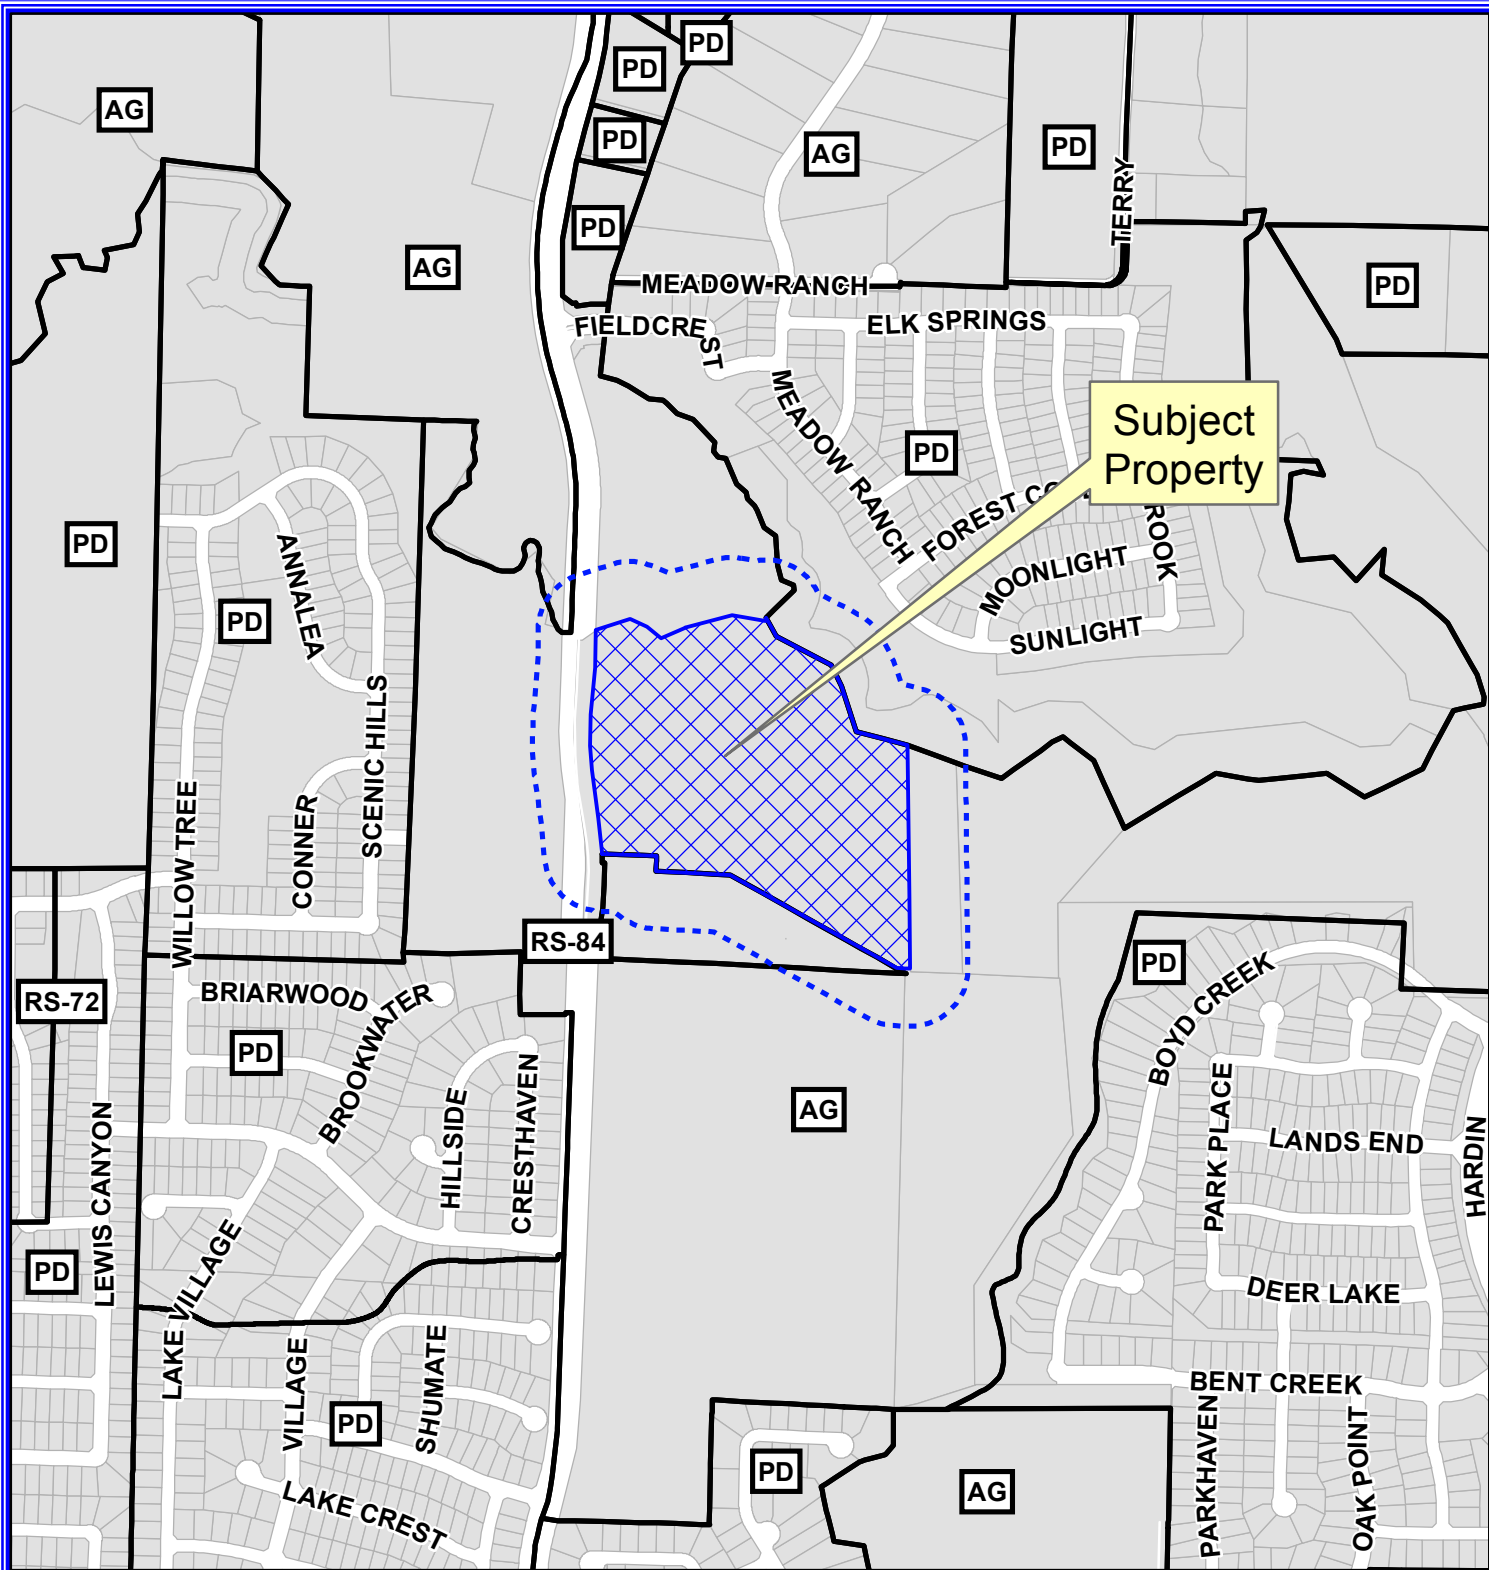 PD
PD
AG
PD
AG
PD
TERRY
PD
AG
MEADOW RANCH
PD
FIELDCREST
ELK SPRINGS
MEADOW RANCH
Subject
Property
PD
FOREST CO
ROOK
PD
ANNALEA
MOONLIGHT
PD
SUNLIGHT
SCENIC HILLS
WILLOW TREE
CONNER
RS-84
PD
RS-72
BRIARWOOD
BROOKWATER
BOYD CREEK
PD
HILLSIDE
CRESTHAVEN
AG
PARK PLACE
LANDS END
HARDIN
LEWIS CANYON
PD
LAKE VILLAGE
DEER LAKE
VILLAGE
SHUMATE
BENT CREEK
PD
PARKHAVEN
OAK POINT
PD
AG
LAKE CREST